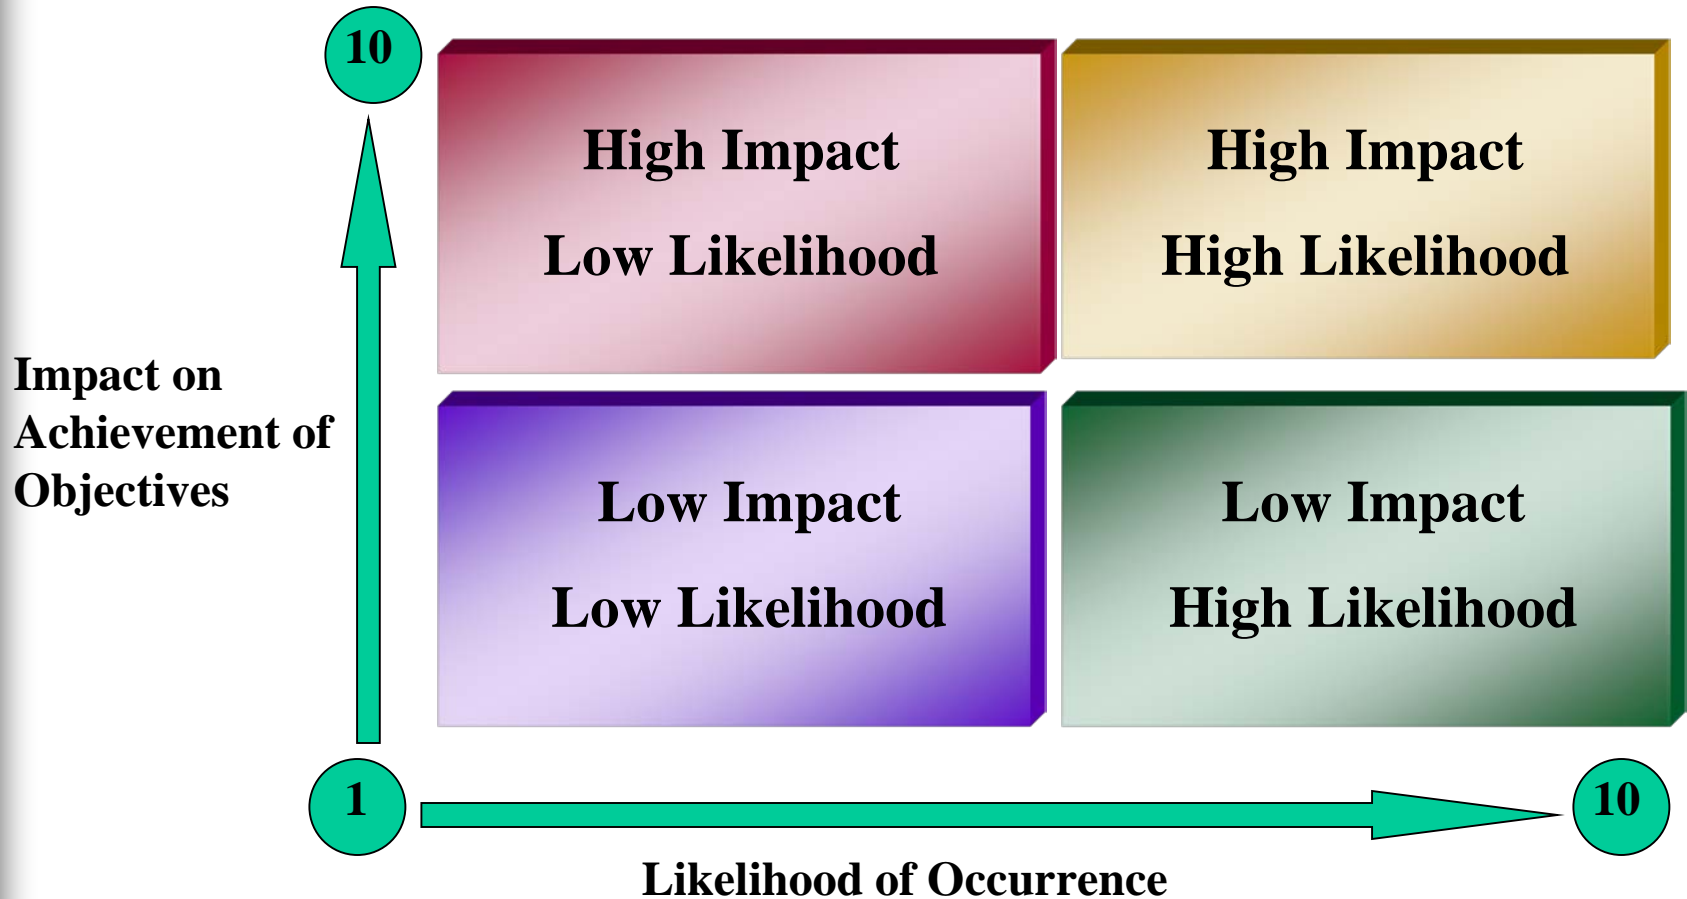 10
High Impact
Low Likelihood
High Impact
High Likelihood
Impact on
Achievement of
Objectives
Low Impact
Low Likelihood
Low Impact
High Likelihood
1
10
Likelihood of Occurrence